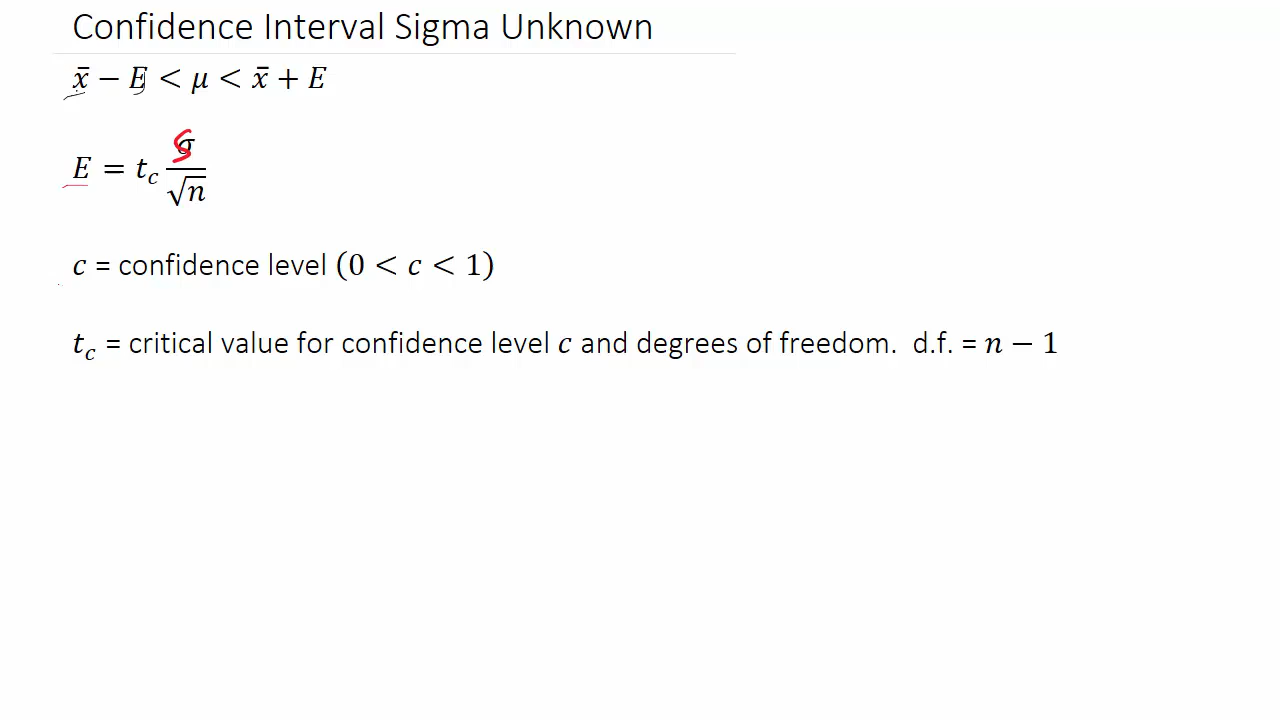 Confidence Interval Sigma Unknown
x̄ − E < μ < x̄ + E
E = t_c s/√n
c = confidence level (0 < c < 1)
t_c = critical value for confidence level c and degrees of freedom.  d.f. = n − 1